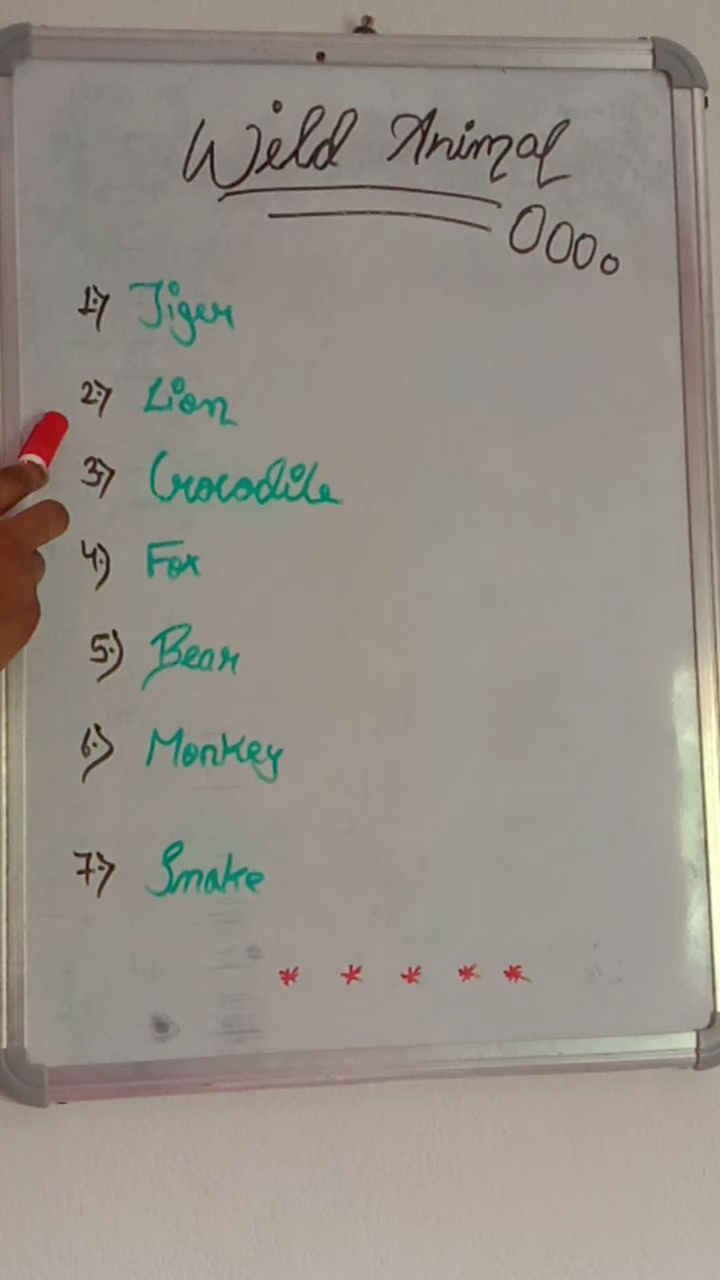 Wild Animal
1) Tiger
2) Lion
3) Crocodile
4) Fox
5) Bear
6) Monkey
7) Snake
* * * * *